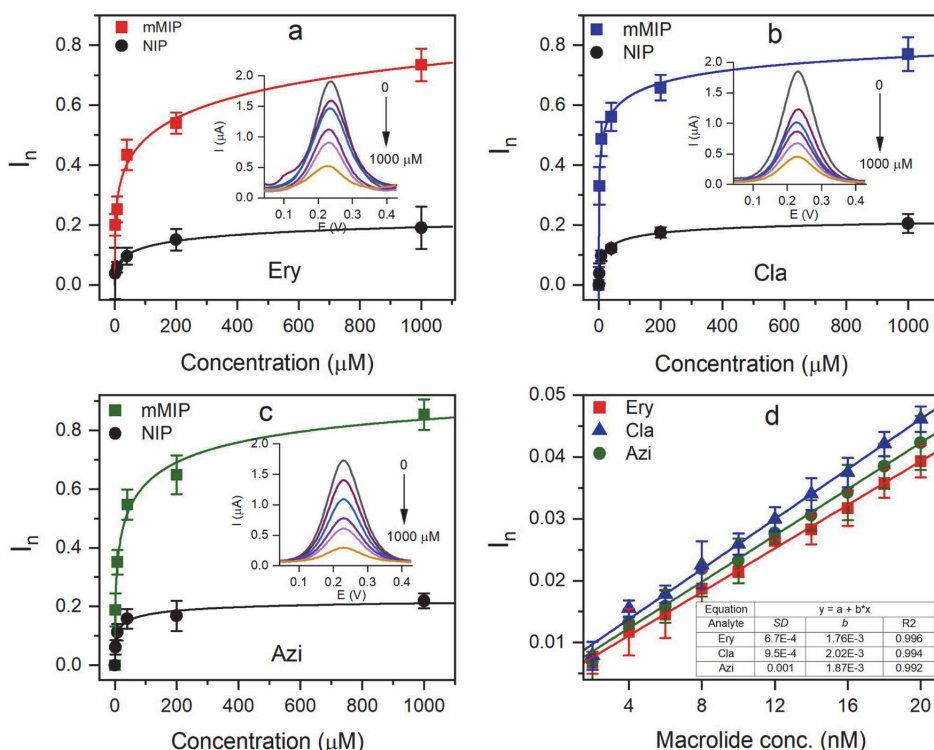 a
mMIP
NIP
0.8
0.6
0.4
0.2
0.0
I_n
2.0
1.5
1.0
0.5
0.0
I (μA)
0
1000 μM
0.1 0.2 0.3 0.4
E (V)
Ery
0 200 400 600 800 1000
Concentration (μM)
b
mMIP
NIP
0.8
0.6
0.4
0.2
0.0
I_n
2.0
1.5
1.0
0.5
0.0
I (μA)
0
1000 μM
0.1 0.2 0.3 0.4
E (V)
Cla
0 200 400 600 800 1000
Concentration (μM)
c
mMIP
NIP
0.8
0.6
0.4
0.2
0.0
I_n
2.0
1.5
1.0
0.5
0.0
I (μA)
0
1000 μM
0.1 0.2 0.3 0.4
E (V)
Azi
0 200 400 600 800 1000
Concentration (μM)
d
Ery
Cla
Azi
0.05
0.04
0.03
0.02
0.01
I_n
Equation y = a + b*x
Analyte SD b R2
Ery 6.7E-4 1.76E-3 0.996
Cla 9.5E-4 2.02E-3 0.994
Azi 0.001 1.87E-3 0.992
4 8 12 16 20
Macrolide conc. (nM)